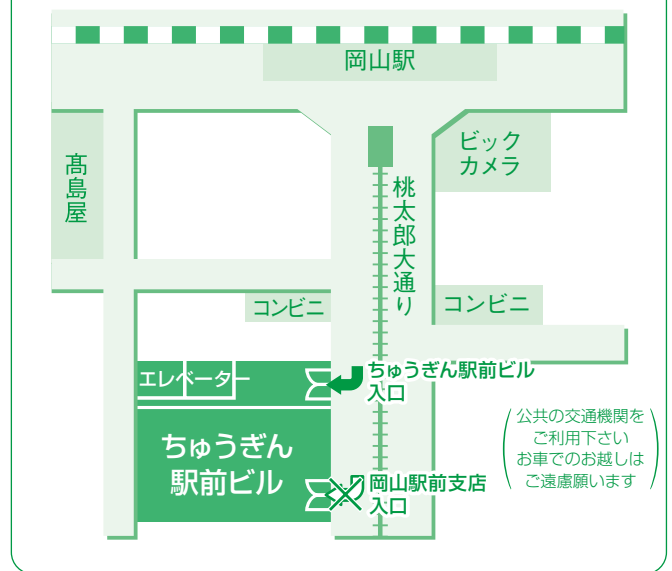 岡山駅
髙島屋
ビック
カメラ
桃太郎大通り
コンビニ
コンビニ
エレベーター
ちゅうぎん駅前ビル
入口
ちゅうぎん
駅前ビル
岡山駅前支店
入口
公共の交通機関を
ご利用下さい
お車でのお越しは
ご遠慮願います